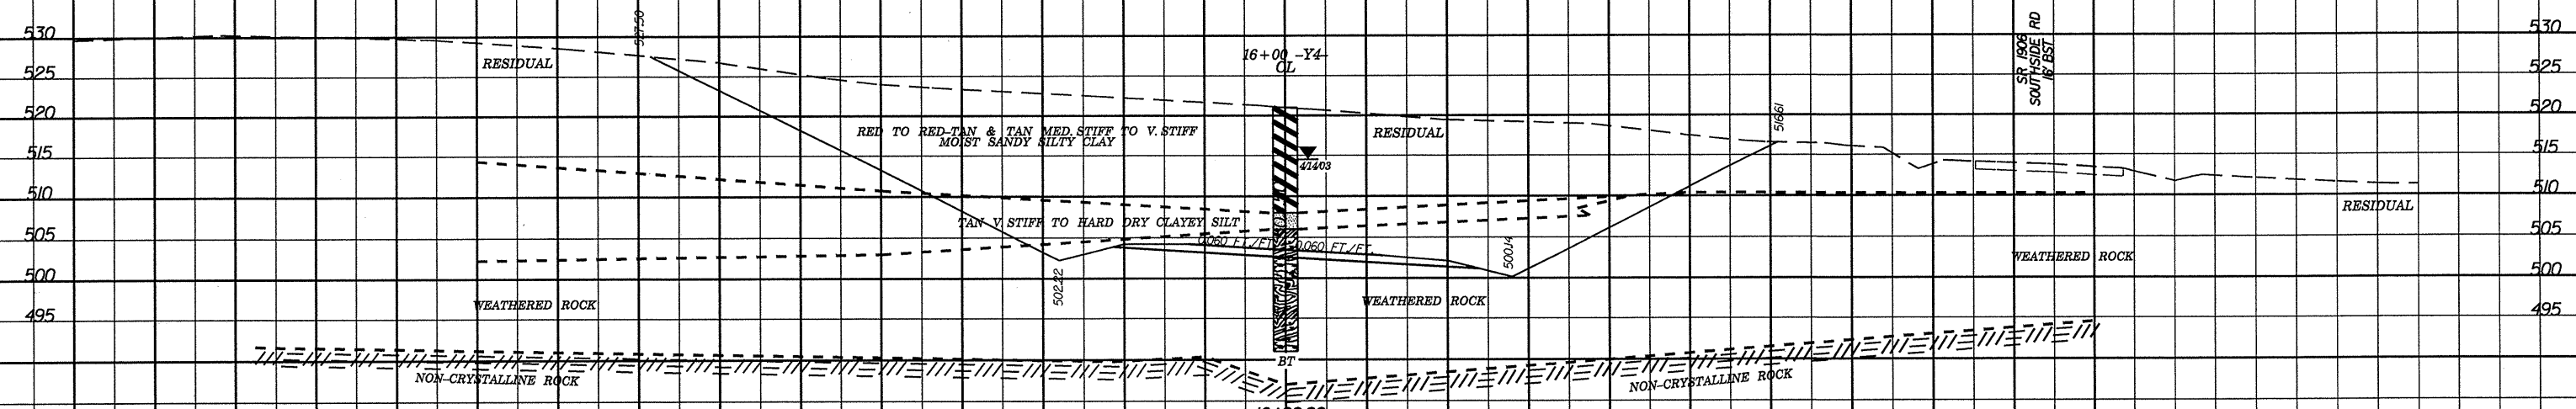 530
525
520
515
510
505
500
495
527.50
RESIDUAL
16+00 -Y4-
CL
RED TO RED-TAN & TAN MED. STIFF TO V. STIFF
MOIST SANDY SILTY CLAY
4/14/03
RESIDUAL
516.61
SR 1906
SOUTHSIDE RD
16' BST
530
525
520
515
510
505
500
495
TAN V. STIFF TO HARD DRY CLAYEY SILT
0.060 FT./FT.
0.060 FT./FT.
RESIDUAL
502.22
500.14
WEATHERED ROCK
WEATHERED ROCK
WEATHERED ROCK
BT
NON-CRYSTALLINE ROCK
NON-CRYSTALLINE ROCK